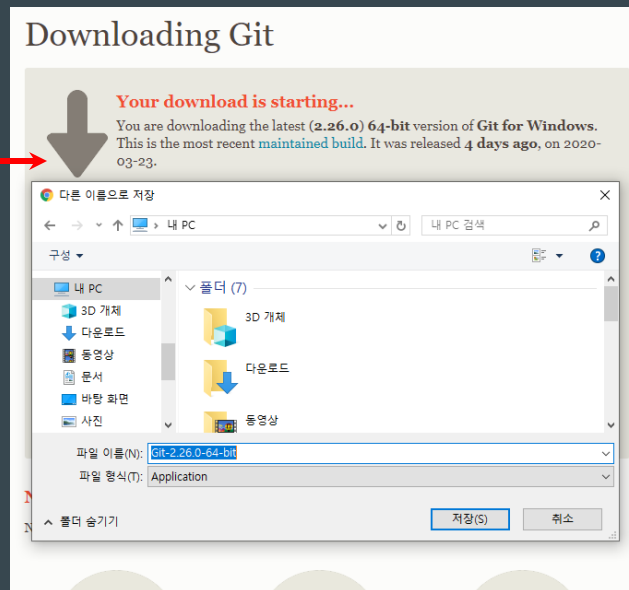 Downloading Git
Your download is starting...
You are downloading the latest (2.26.0) 64-bit version of Git for Windows.
This is the most recent maintained build. It was released 4 days ago, on 2020-
03-23.
다른 이름으로 저장
내 PC
내 PC 검색
구성
내 PC
3D 개체
다운로드
동영상
문서
바탕 화면
사진
폴더 (7)
3D 개체
다운로드
동영상
파일 이름(N): Git-2.26.0-64-bit
파일 형식(T): Application
폴더 숨기기
저장(S)
취소